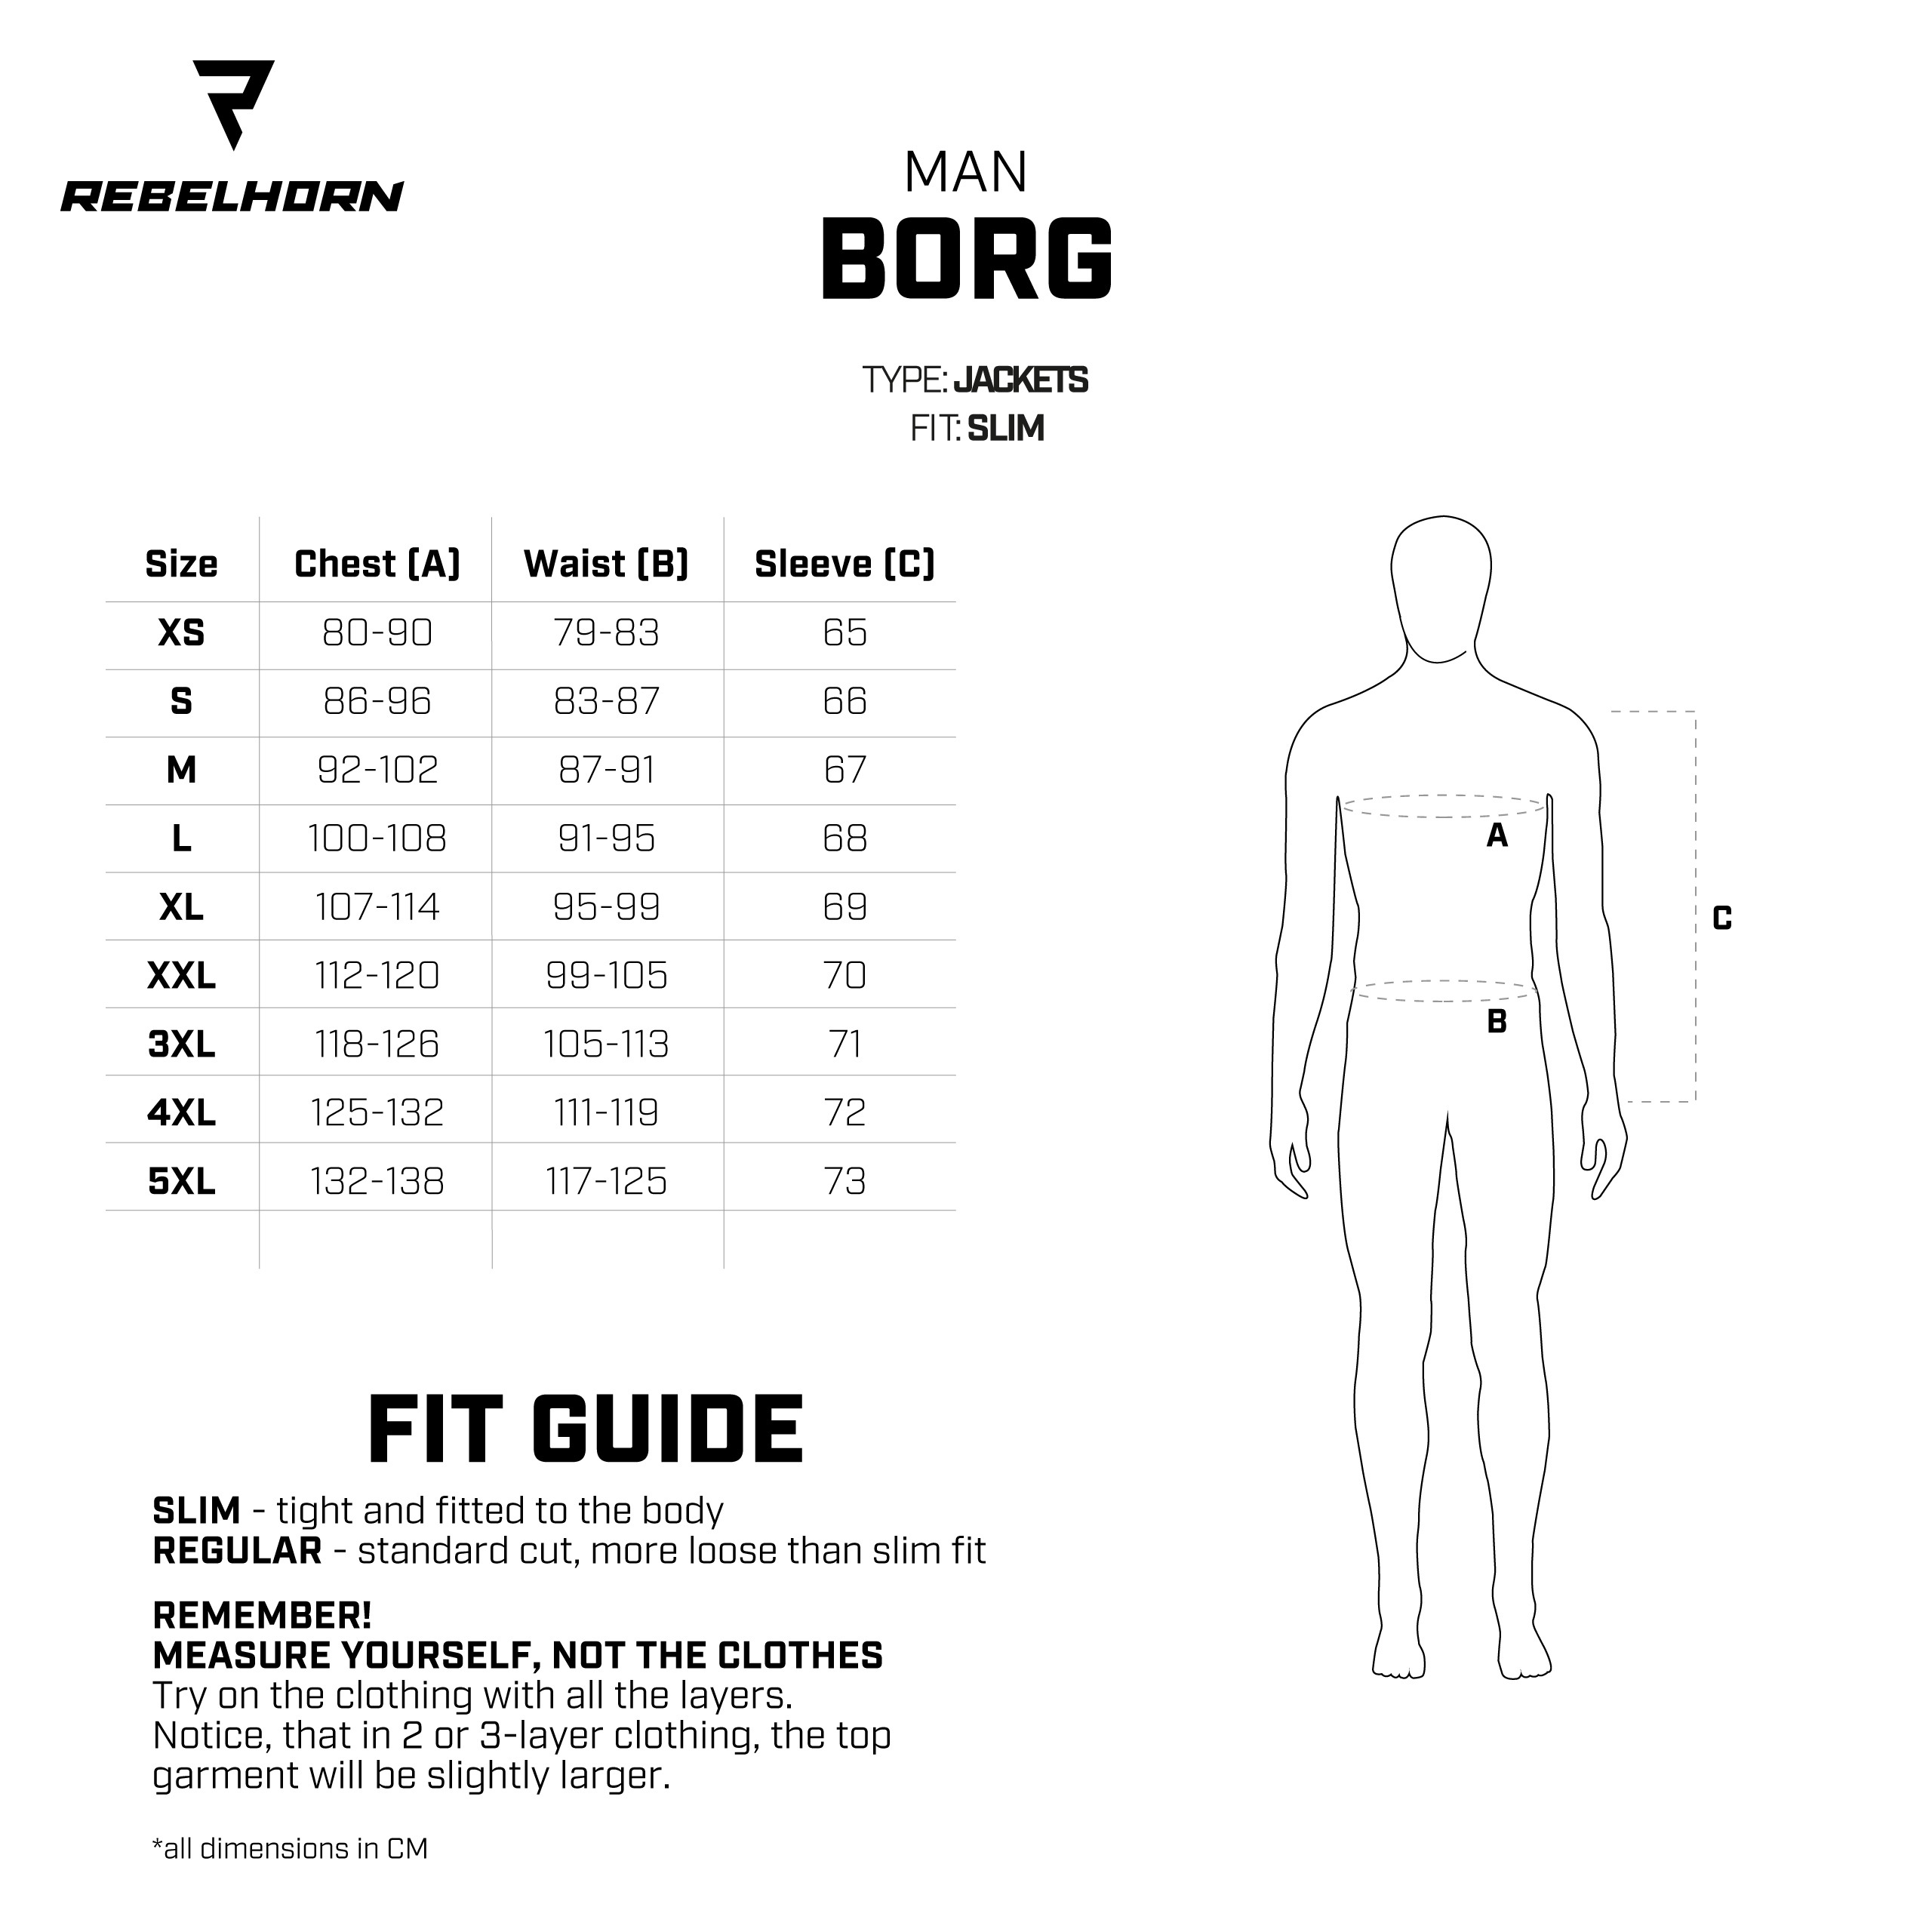 REBELHORN
MAN
BORG
TYPE: JACKETS
FIT: SLIM
Size Chest (A) Waist (B) Sleeve (C)
XS 80-90 79-83 65
S 86-96 83-87 66
M 92-102 87-91 67
L 100-108 91-95 68
XL 107-114 95-99 69
XXL 112-120 99-105 70
3XL 118-126 105-113 71
4XL 125-132 111-119 72
5XL 132-138 117-125 73
A
C
B
FIT GUIDE
SLIM - tight and fitted to the body
REGULAR - standard cut, more loose than slim fit
REMEMBER!
MEASURE YOURSELF, NOT THE CLOTHES
Try on the clothing with all the layers.
Notice, that in 2 or 3-layer clothing, the top
garment will be slightly larger.
*all dimensions in CM